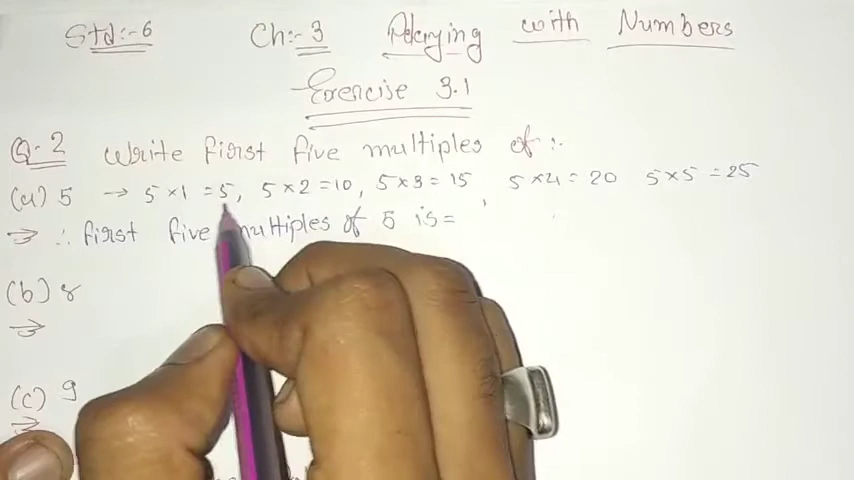 Std:-6 Ch:-3 Playing with Numbers
Exercise 3.1
Q-2 Write first five multiples of :-
(a) 5 → 5×1 =5, 5×2=10, 5×3=15, 5×4=20 5×5=25
⇒ ∴ first five multiples of 5 is=
(b) 8
⇒
(c) 9
⇒